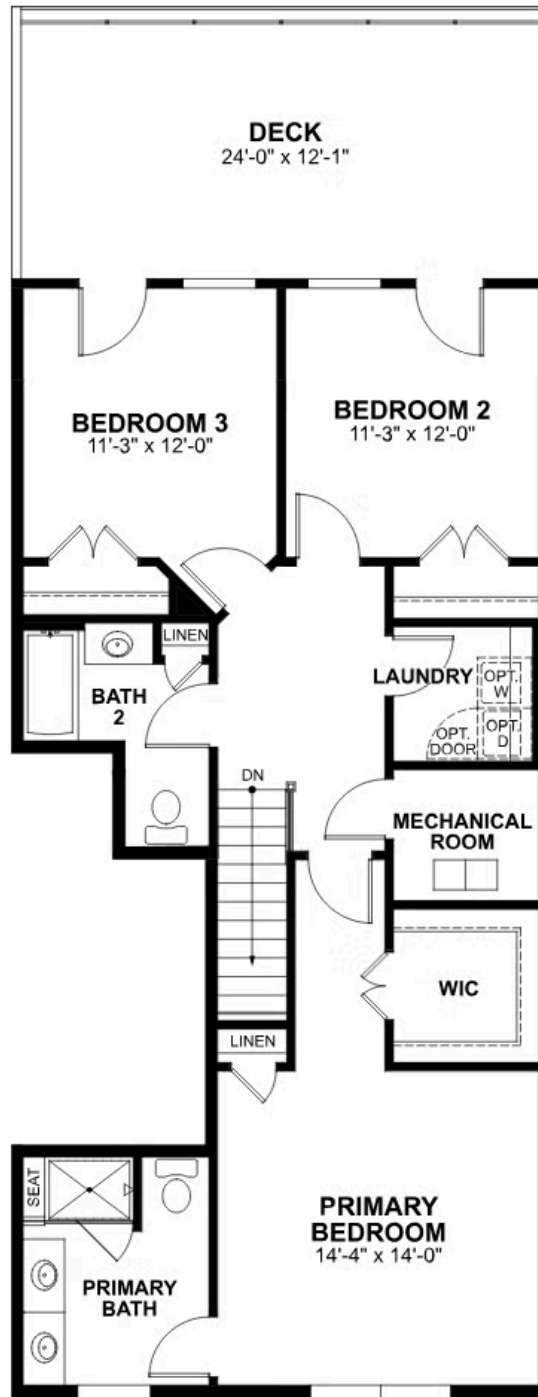 DECK
24'-0" x 12'-1"
BEDROOM 3
11'-3" x 12'-0"
BEDROOM 2
11'-3" x 12'-0"
LINEN
BATH
2
LAUNDRY
OPT.
W
OPT.
D
OPT.
DOOR
DN
MECHANICAL
ROOM
WIC
LINEN
SEAT
PRIMARY
BEDROOM
14'-4" x 14'-0"
PRIMARY
BATH